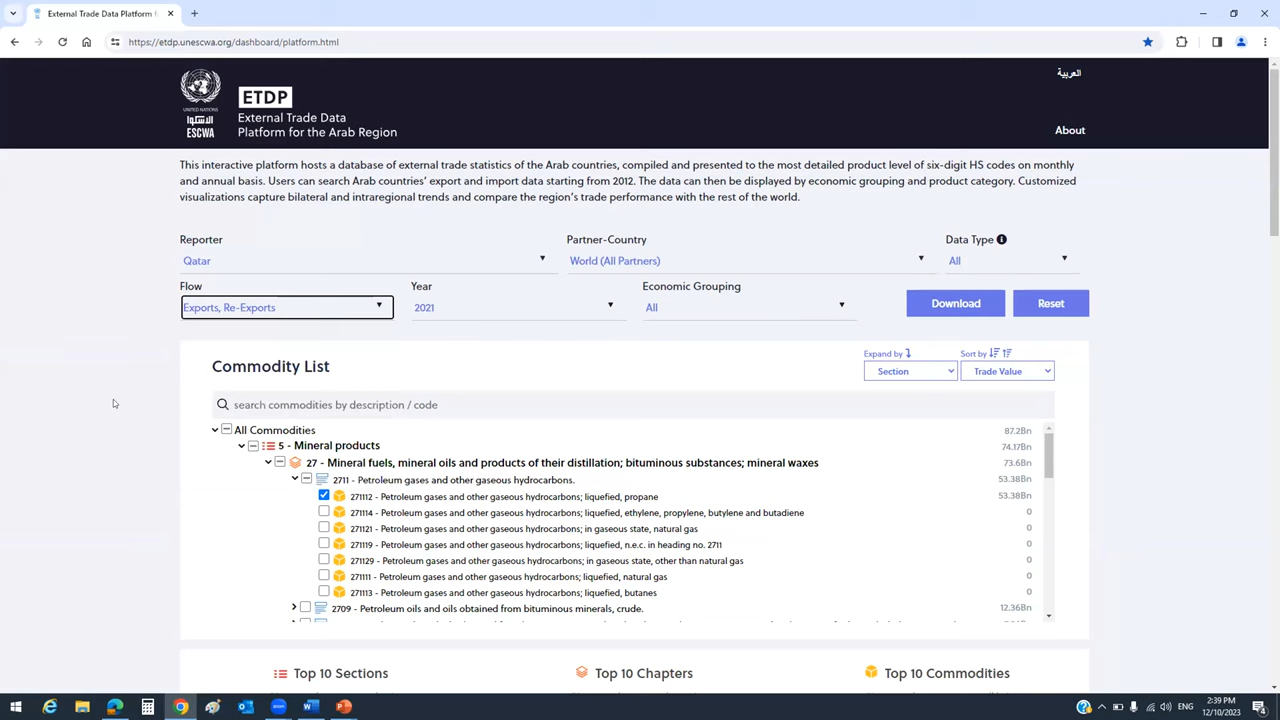 External Trade Data Platform f
https://etdp.unescwa.org/dashboard/platform.html
العربية
UNITED NATIONS
الإسكوا
ESCWA
ETDP
External Trade Data
Platform for the Arab Region
About
This interactive platform hosts a database of external trade statistics of the Arab countries, compiled and presented to the most detailed product level of six-digit HS codes on monthly
and annual basis. Users can search Arab countries' export and import data starting from 2012. The data can then be displayed by economic grouping and product category. Customized
visualizations capture bilateral and intraregional trends and compare the region's trade performance with the rest of the world.
Reporter Partner-Country Data Type
Qatar World (All Partners) All
Flow Year Economic Grouping
Exports, Re-Exports 2021 All Download Reset
Commodity List
Expand by Sort by
Section Trade Value
search commodities by description / code
All Commodities 87.2Bn
5 - Mineral products 74.17Bn
27 - Mineral fuels, mineral oils and products of their distillation; bituminous substances; mineral waxes 73.6Bn
2711 - Petroleum gases and other gaseous hydrocarbons. 53.38Bn
271112 - Petroleum gases and other gaseous hydrocarbons; liquefied, propane 53.38Bn
271114 - Petroleum gases and other gaseous hydrocarbons; liquefied, ethylene, propylene, butylene and butadiene 0
271121 - Petroleum gases and other gaseous hydrocarbons; in gaseous state, natural gas 0
271119 - Petroleum gases and other gaseous hydrocarbons; liquefied, n.e.c. in heading no. 2711 0
271129 - Petroleum gases and other gaseous hydrocarbons; in gaseous state, other than natural gas 0
271111 - Petroleum gases and other gaseous hydrocarbons; liquefied, natural gas 0
271113 - Petroleum gases and other gaseous hydrocarbons; liquefied, butanes 0
2709 - Petroleum oils and oils obtained from bituminous minerals, crude. 12.36Bn
Top 10 Sections Top 10 Chapters Top 10 Commodities
ENG
2:39 PM
12/10/2023
4